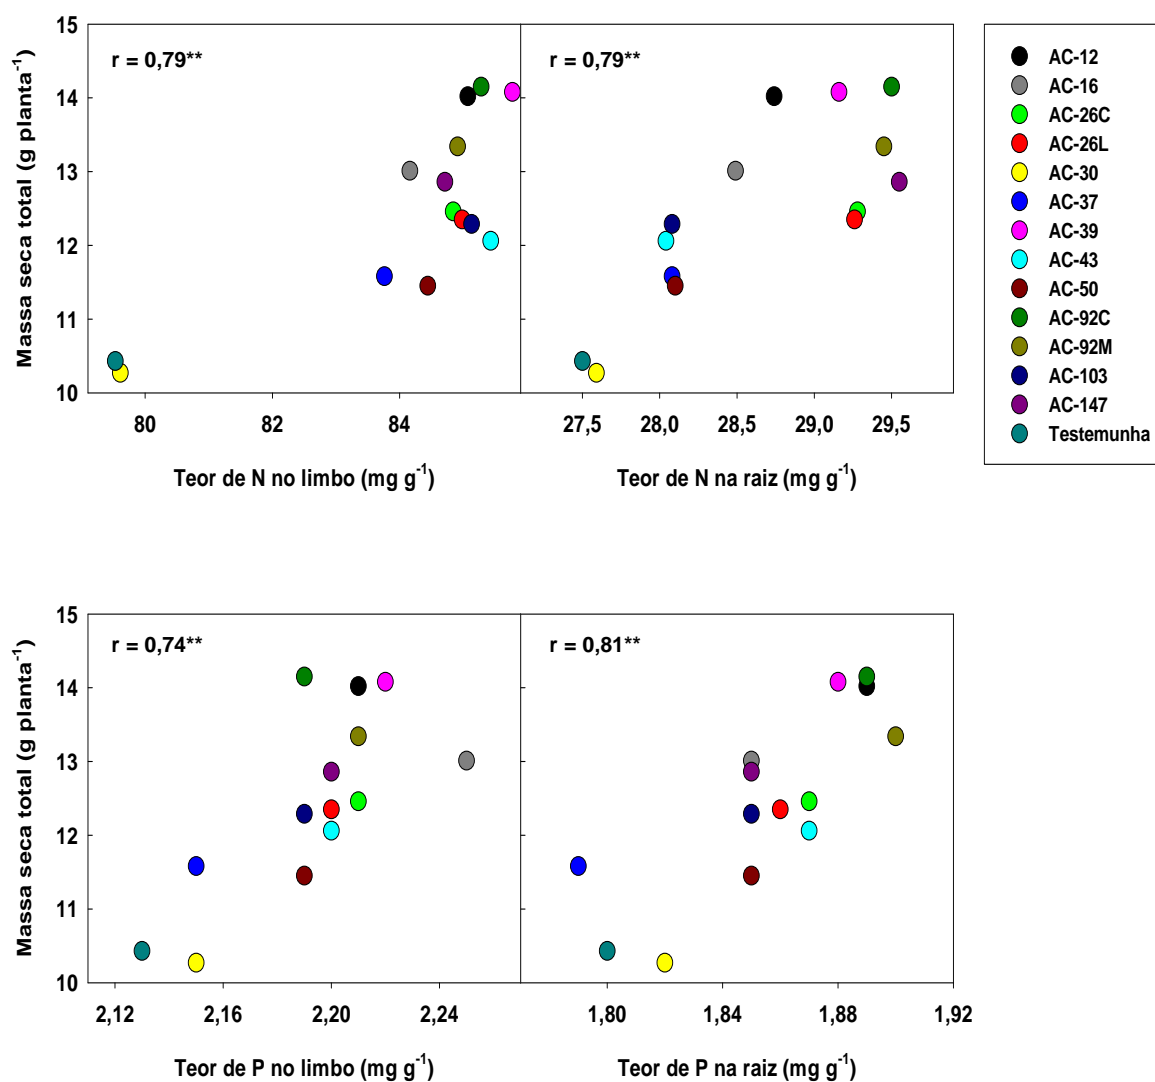 Massa seca total (g planta⁻¹)
15
14
13
12
11
10
r = 0,79**
r = 0,79**
80
82
84
27,5
28,0
28,5
29,0
29,5
Teor de N no limbo (mg g⁻¹)
Teor de N na raiz (mg g⁻¹)
AC-12
AC-16
AC-26C
AC-26L
AC-30
AC-37
AC-39
AC-43
AC-50
AC-92C
AC-92M
AC-103
AC-147
Testemunha
Massa seca total (g planta⁻¹)
15
14
13
12
11
10
r = 0,74**
r = 0,81**
2,12
2,16
2,20
2,24
1,80
1,84
1,88
1,92
Teor de P no limbo (mg g⁻¹)
Teor de P na raiz (mg g⁻¹)